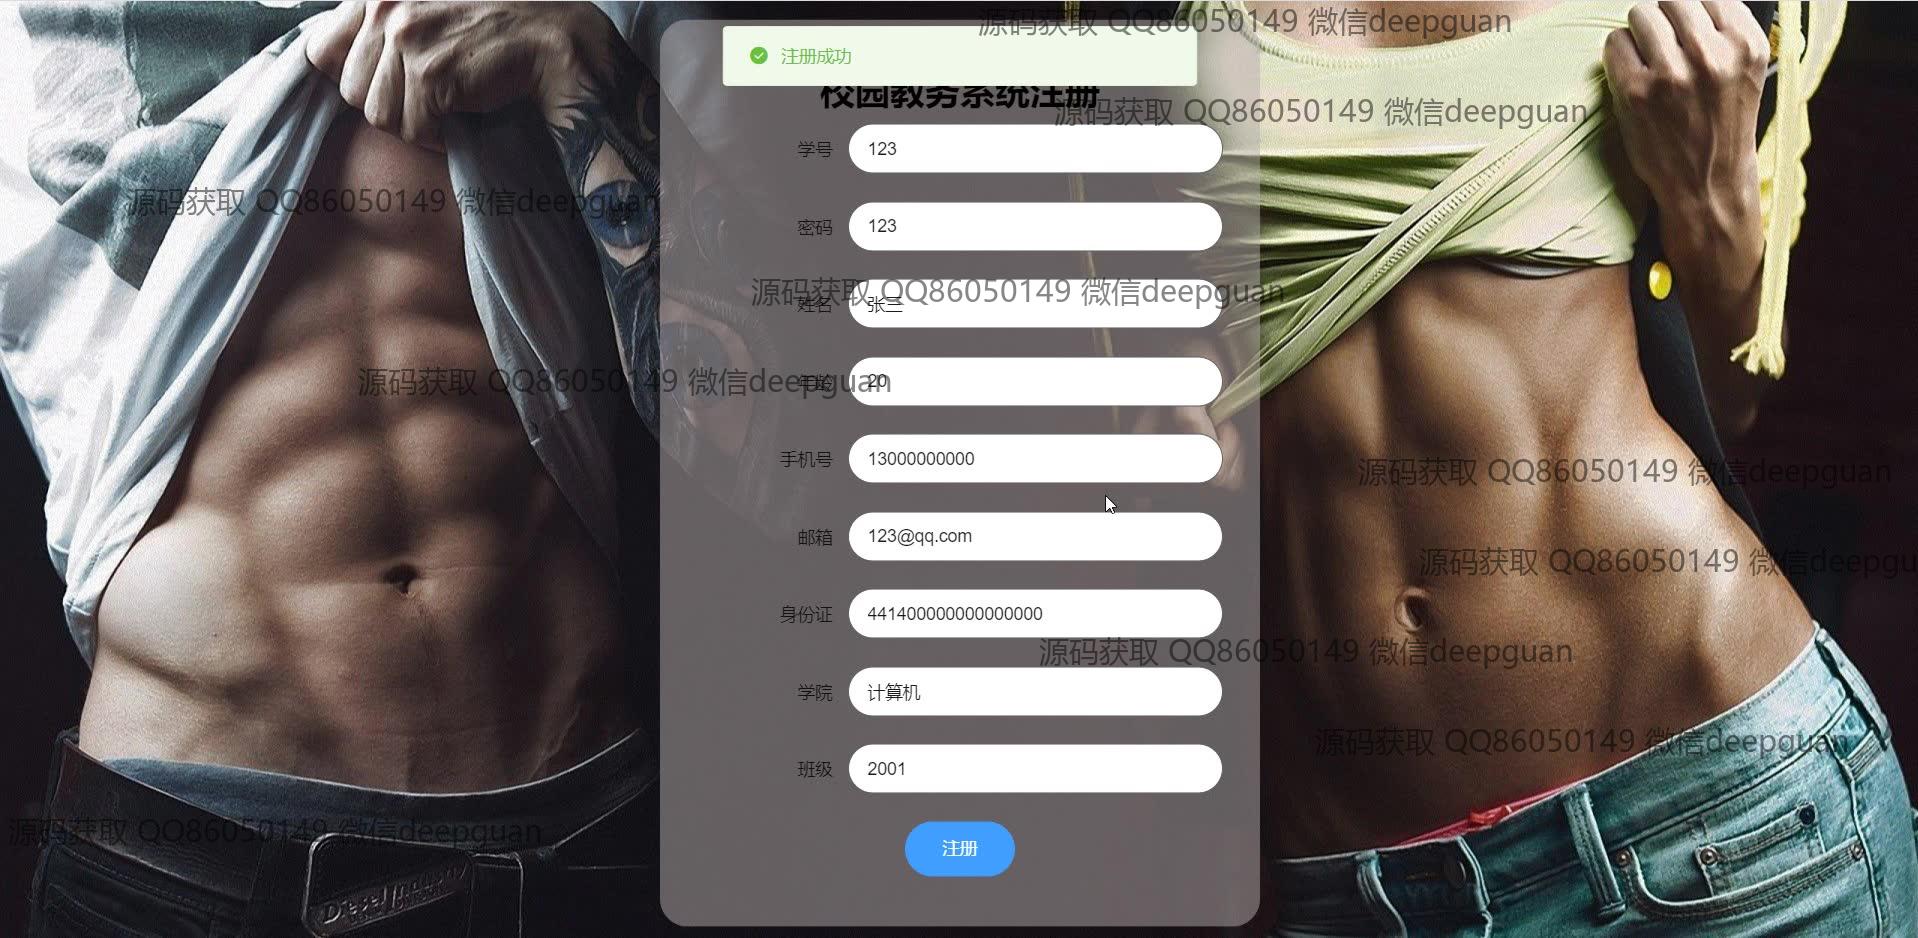 源码获取 QQ86050149 微信deepguan
注册成功
校园教务系统注册
源码获取 QQ86050149 微信deepguan
学号 123
源码获取 QQ86050149 微信deepguan
密码 123
源码获取 QQ86050149 微信deepguan
姓名 张三
源码获取 QQ86050149 微信deepguan
年龄 20
手机号 13000000000
源码获取 QQ86050149 微信deepguan
邮箱 123@qq.com
源码获取 QQ86050149 微信deepgu
身份证 441400000000000000
源码获取 QQ86050149 微信deepguan
学院 计算机
源码获取 QQ86050149 微信deepguan
班级 2001
源码获取 QQ86050149 微信deepguan
注册
Diesel Industry